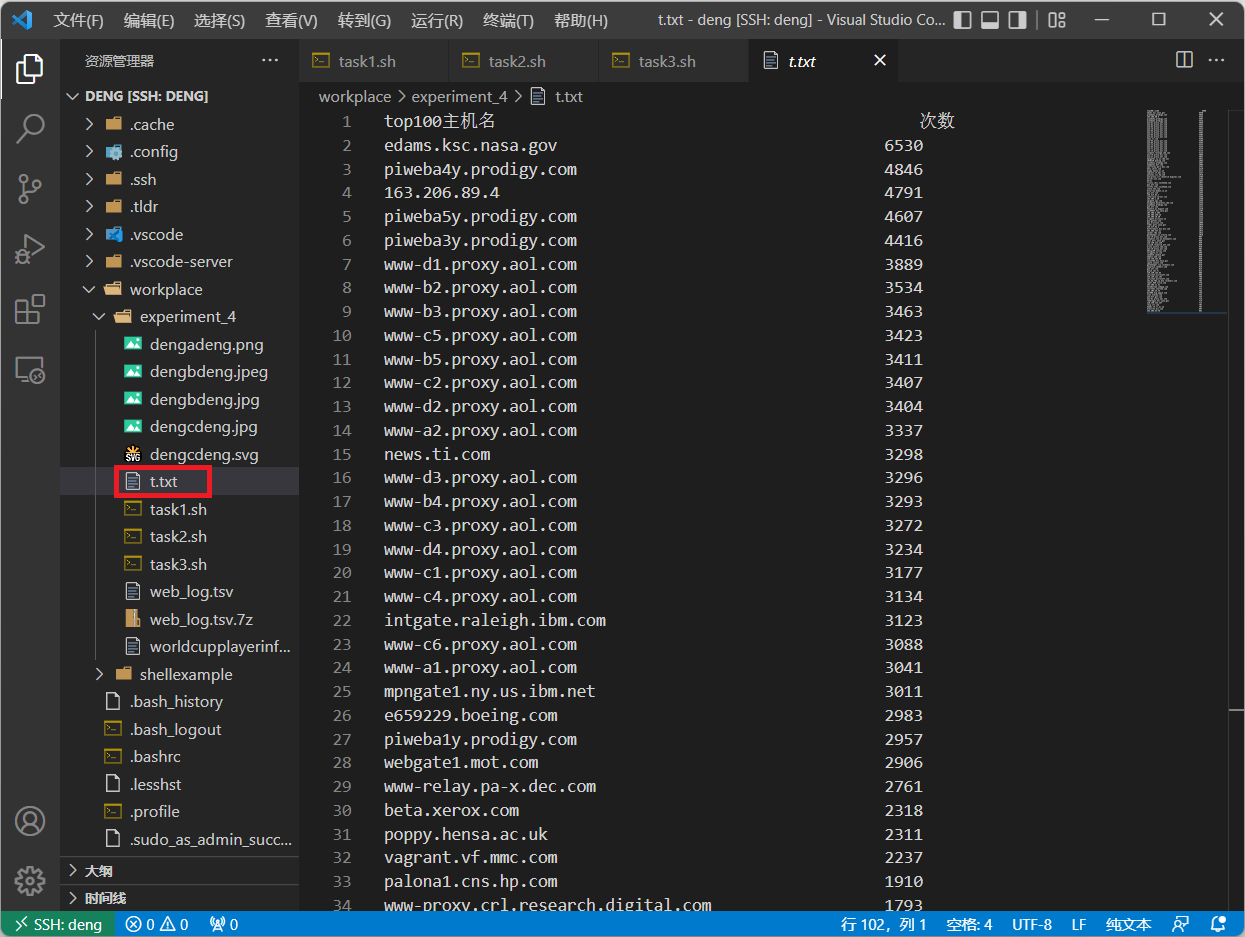 文件(F) 编辑(E) 选择(S) 查看(V) 转到(G) 运行(R) 终端(T) 帮助(H) t.txt - deng [SSH: deng] - Visual Studio Co...
资源管理器 ···
task1.sh task2.sh task3.sh t.txt
DENG [SSH: DENG]
.cache
.config
.ssh
.tldr
.vscode
.vscode-server
workplace
experiment_4
dengadeng.png
dengbdeng.jpeg
dengbdeng.jpg
dengcdeng.jpg
dengcdeng.svg
t.txt
task1.sh
task2.sh
task3.sh
web_log.tsv
web_log.tsv.7z
worldcupplayerinf...
shellexample
.bash_history
.bash_logout
.bashrc
.lesshst
.profile
.sudo_as_admin_succ...
大纲
时间线
workplace > experiment_4 > t.txt
1 top100主机名 次数
2 edams.ksc.nasa.gov 6530
3 piweba4y.prodigy.com 4846
4 163.206.89.4 4791
5 piweba5y.prodigy.com 4607
6 piweba3y.prodigy.com 4416
7 www-d1.proxy.aol.com 3889
8 www-b2.proxy.aol.com 3534
9 www-b3.proxy.aol.com 3463
10 www-c5.proxy.aol.com 3423
11 www-b5.proxy.aol.com 3411
12 www-c2.proxy.aol.com 3407
13 www-d2.proxy.aol.com 3404
14 www-a2.proxy.aol.com 3337
15 news.ti.com 3298
16 www-d3.proxy.aol.com 3296
17 www-b4.proxy.aol.com 3293
18 www-c3.proxy.aol.com 3272
19 www-d4.proxy.aol.com 3234
20 www-c1.proxy.aol.com 3177
21 www-c4.proxy.aol.com 3134
22 intgate.raleigh.ibm.com 3123
23 www-c6.proxy.aol.com 3088
24 www-a1.proxy.aol.com 3041
25 mpngate1.ny.us.ibm.net 3011
26 e659229.boeing.com 2983
27 piweba1y.prodigy.com 2957
28 webgate1.mot.com 2906
29 www-relay.pa-x.dec.com 2761
30 beta.xerox.com 2318
31 poppy.hensa.ac.uk 2311
32 vagrant.vf.mmc.com 2237
33 palona1.cns.hp.com 1910
34 www-proxy.crl.research.digital.com 1793
SSH: deng 0 0 0 行 102，列 1 空格: 4 UTF-8 LF 纯文本